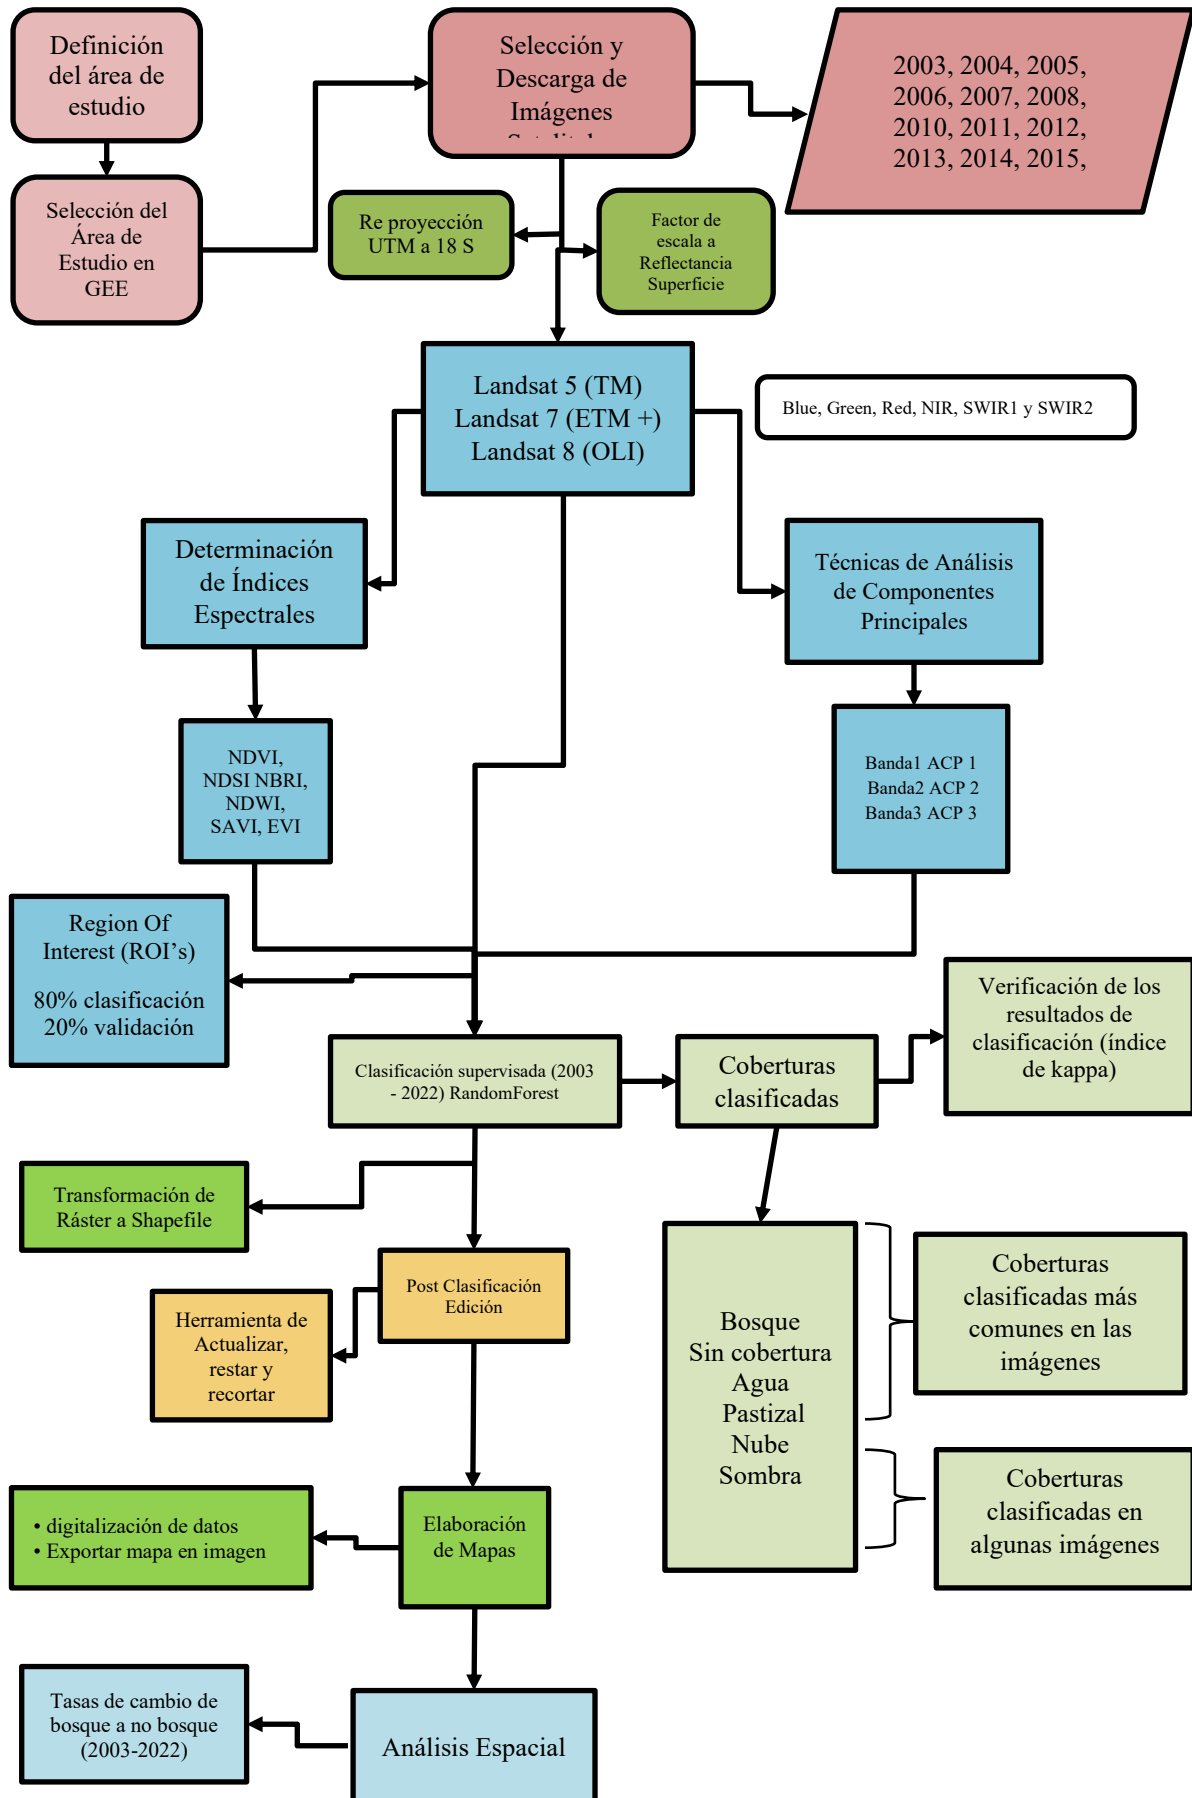 Definición
del área de
estudio
Selección y
Descarga de
Imágenes
2003, 2004, 2005,
2006, 2007, 2008,
2010, 2011, 2012,
2013, 2014, 2015,
Selección del
Área de
Estudio en
GEE
Re proyección
UTM a 18 S
Factor de
escala a
Reflectancia
Superficie
Landsat 5 (TM)
Landsat 7 (ETM +)
Landsat 8 (OLI)
Blue, Green, Red, NIR, SWIR1 y SWIR2
Determinación
de Índices
Espectrales
Técnicas de Análisis
de Componentes
Principales
NDVI,
NDSI NBRI,
NDWI,
SAVI, EVI
Banda1 ACP 1
Banda2 ACP 2
Banda3 ACP 3
Region Of
Interest (ROI’s)
80% clasificación
20% validación
Verificación de los
resultados de
clasificación (índice
de kappa)
Clasificación supervisada (2003
- 2022) RandomForest
Coberturas
clasificadas
Transformación de
Ráster a Shapefile
Post Clasificación
Edición
Herramienta de
Actualizar,
restar y
recortar
Bosque
Sin cobertura
Agua
Pastizal
Nube
Sombra
Coberturas
clasificadas más
comunes en las
imágenes
Coberturas
clasificadas en
algunas imágenes
• digitalización de datos
• Exportar mapa en imagen
Elaboración
de Mapas
Tasas de cambio de
bosque a no bosque
(2003-2022)
Análisis Espacial